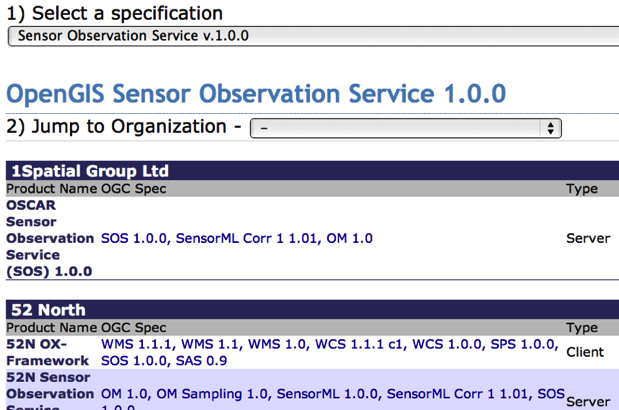 1) Select a specification
Sensor Observation Service v.1.0.0
OpenGIS Sensor Observation Service 1.0.0
2) Jump to Organization - –
1Spatial Group Ltd
Product Name OGC Spec Type
OSCAR
Sensor
Observation SOS 1.0.0, SensorML Corr 1 1.01, OM 1.0 Server
Service
(SOS) 1.0.0
52 North
Product Name OGC Spec Type
52N OX- WMS 1.1.1, WMS 1.1, WMS 1.0, WCS 1.1.1 c1, WCS 1.0.0, SPS 1.0.0, Client
Framework SOS 1.0.0, SAS 0.9
52N Sensor
Observation OM 1.0, OM Sampling 1.0, SensorML 1.0.0, SensorML Corr 1 1.01, SOS Server
Service 1.0.0